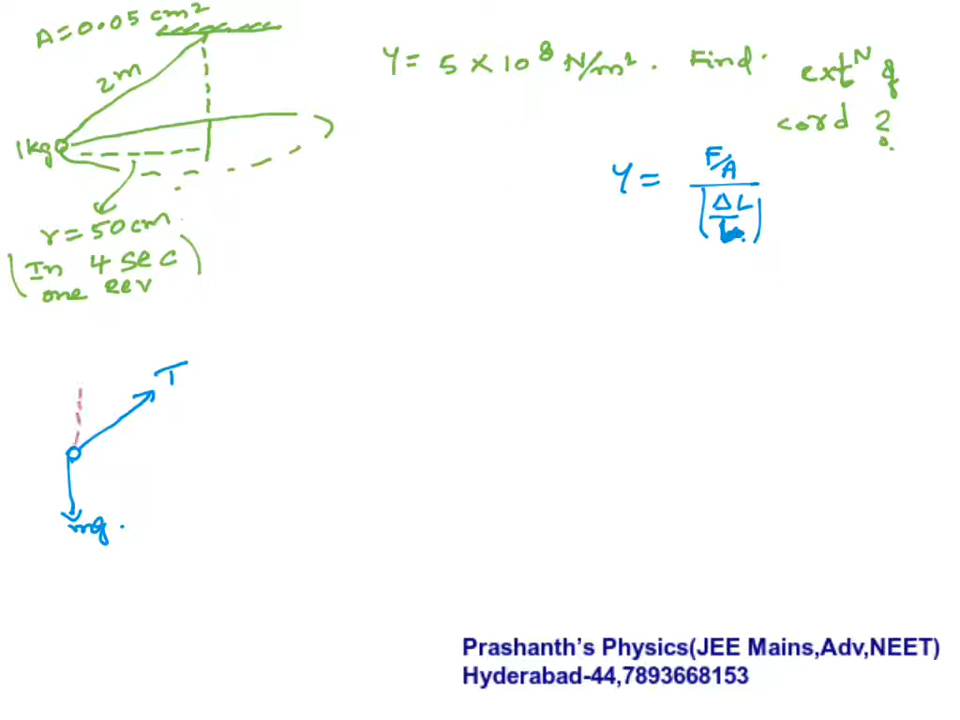 A=0.05 cm²
2m
1kg
r=50cm.
(In 4 sec
one rev)
Y= 5 × 10⁸ N/m². Find.
extᴺ of
cord ?
Y = F/A
(ΔL/L)
T
mg.
Prashanth's Physics(JEE Mains,Adv,NEET)
Hyderabad-44,7893668153